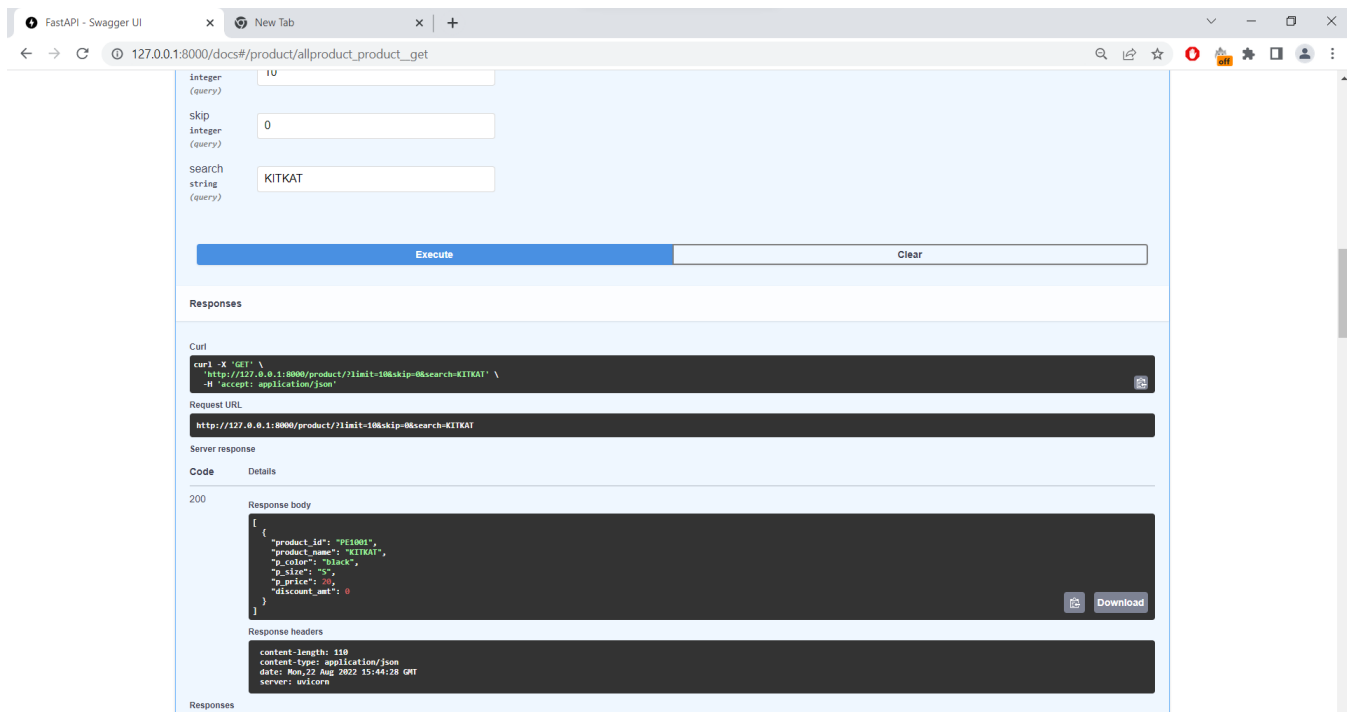 FastAPI - Swagger UI
New Tab
127.0.0.1:8000/docs#/product/allproduct_product__get
off
integer
10
(query)
skip
integer
0
(query)
search
string
KITKAT
(query)
Execute
Clear
Responses
Curl
curl -X 'GET' \
'http://127.0.0.1:8000/product/?limit=10&skip=0&search=KITKAT' \
-H 'accept: application/json'
Request URL
http://127.0.0.1:8000/product/?limit=10&skip=0&search=KITKAT
Server response
Code Details
200
Response body
[
{
"product_id": "PE1001",
"product_name": "KITKAT",
"p_color": "black",
"p_size": "S",
"p_price": 20,
"discount_amt": 0
}
]
Download
Response headers
content-length: 110
content-type: application/json
date: Mon,22 Aug 2022 15:44:28 GMT
server: uvicorn
Responses